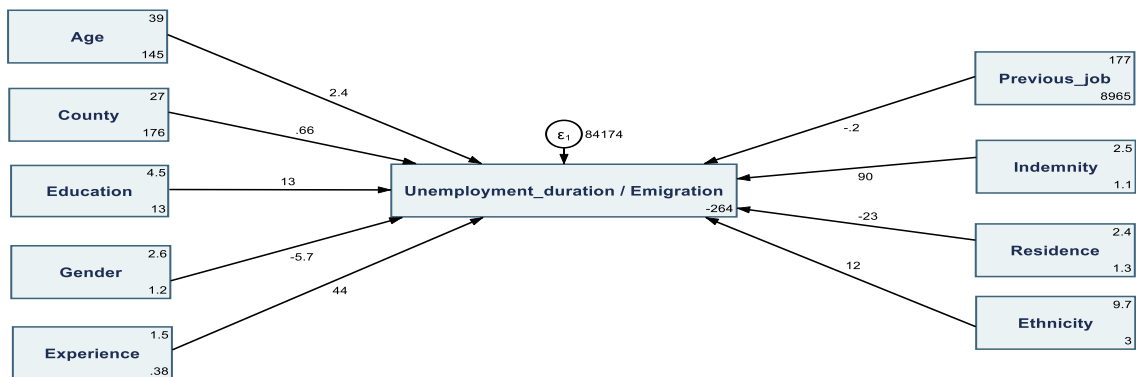 39
Age
145
27
County
176
4.5
Education
13
2.6
Gender
1.2
1.5
Experience
.38
2.4
.66
13
-5.7
44
ε₁
84174
Unemployment_duration / Emigration
-264
-.2
90
-23
12
177
Previous_job
8965
2.5
Indemnity
1.1
2.4
Residence
1.3
9.7
Ethnicity
3